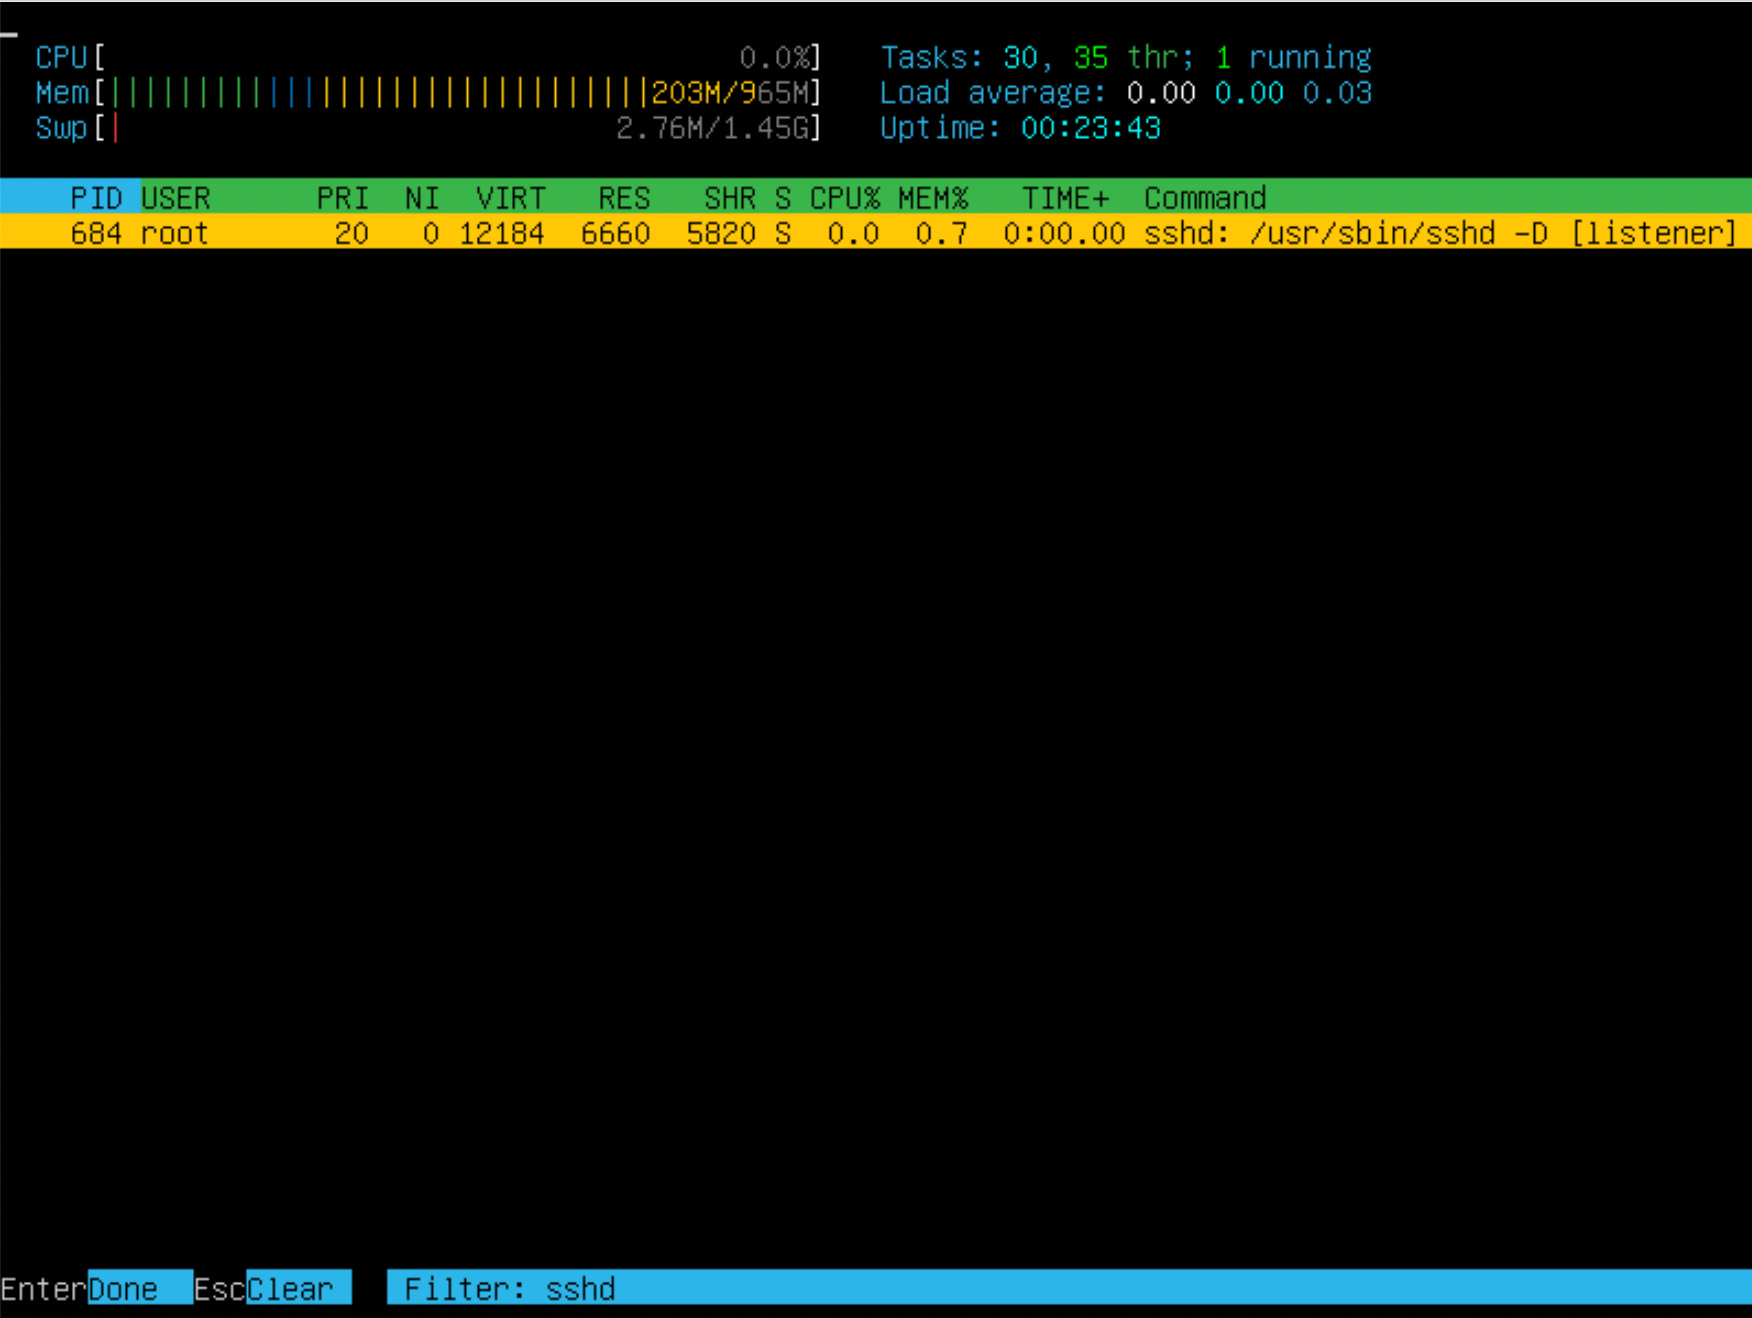 CPU[ 0.0%] Tasks: 30, 35 thr; 1 running
Mem[||||||||||||||||||||||||||||||||203M/965M] Load average: 0.00 0.00 0.03
Swp[| 2.76M/1.45G] Uptime: 00:23:43
PID USER PRI NI VIRT RES SHR S CPU% MEM% TIME+ Command
684 root 20 0 12184 6660 5820 S 0.0 0.7 0:00.00 sshd: /usr/sbin/sshd -D [listener]
EnterDone EscClear Filter: sshd